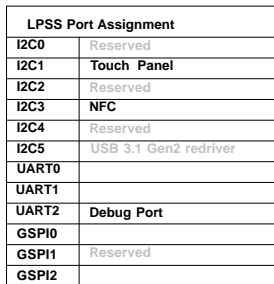 LPSS Port Assignment
I2C0 Reserved
I2C1 Touch Panel
I2C2 Reserved
I2C3 NFC
I2C4 Reserved
I2C5 USB 3.1 Gen2 redriver
UART0
UART1
UART2 Debug Port
GSPI0
GSPI1 Reserved
GSPI2